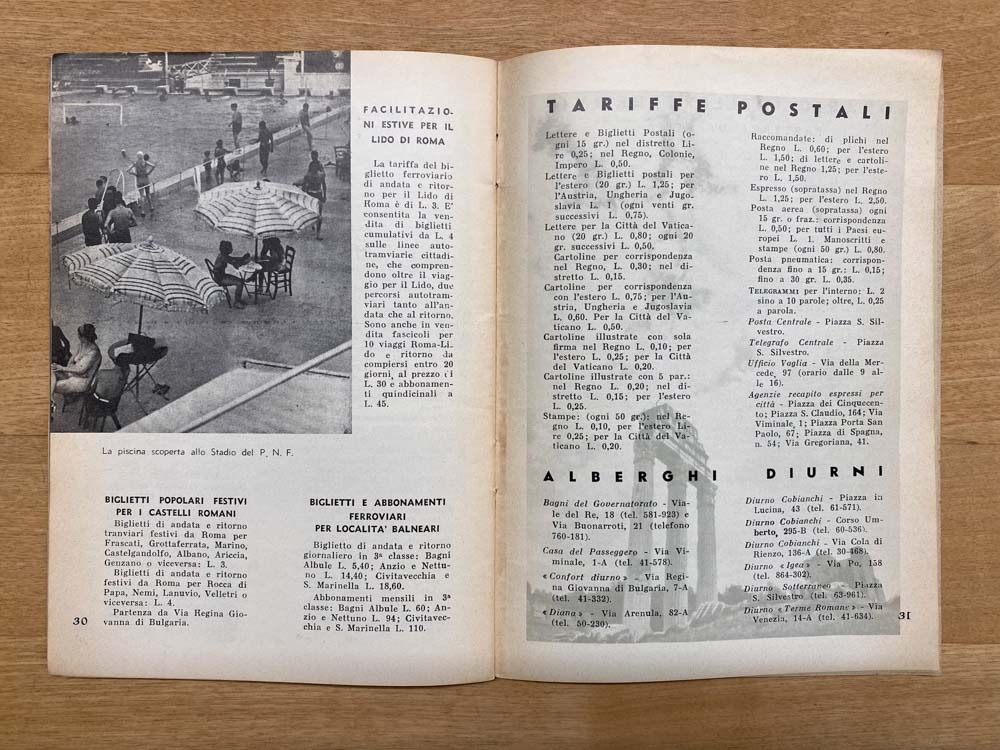 FACILITAZIO-
NI ESTIVE PER IL
LIDO DI ROMA
La tariffa del bi-
glietto ferroviario
di andata e ritor-
no per il Lido di
Roma è di L. 3. E'
consentita la ven-
dita di biglietti
cumulativi da L. 4
sulle linee auto-
tramviarie cittadi-
ne, che compren-
dono oltre il viag-
gio per il Lido, due
percorsi autotram-
viari tanto all'an-
data che al ritorno.
Sono anche in ven-
dita fascicoli per
10 viaggi Roma-Li-
do e ritorno da
compiersi entro 20
giorni, al prezzo di
L. 30 e abbonamen-
ti quindicinali a
L. 45.
La piscina scoperta allo Stadio del P. N. F.
BIGLIETTI POPOLARI FESTIVI
PER I CASTELLI ROMANI
Biglietti di andata e ritorno
tranviari festivi da Roma per
Frascati, Grottaferrata, Marino,
Castelgandolfo, Albano, Ariccia,
Genzano o viceversa: L. 3.
Biglietti di andata e ritorno
festivi da Roma per Rocca di
Papa, Nemi, Lanuvio, Velletri o
viceversa: L. 4.
Partenza da Via Regina Gio-
vanna di Bulgaria.
30
BIGLIETTI E ABBONAMENTI
FERROVIARI
PER LOCALITA' BALNEARI
Biglietto di andata e ritorno
giornaliero in 3ª classe: Bagni
Albule L. 5,40; Anzio e Nettu-
no L. 14,40; Civitavecchia e
S. Marinella L. 18,60.
Abbonamenti mensili in 3ª
classe: Bagni Albule L. 60; An-
zio e Nettuno L. 94; Civitavec-
chia e S. Marinella L. 110.
TARIFFE POSTALI
Lettere e Biglietti Postali (o-
gni 15 gr.) nel distretto Li-
re 0,25; nel Regno, Colonie,
Impero L. 0,50.
Lettere e Biglietti postali per
l'estero (20 gr.) L. 1,25; per
l'Austria, Ungheria e Jugo-
slavia L. 1 (ogni venti gr.
successivi L. 0,75).
Lettere per la Città del Vatica-
no (20 gr.) L. 0,80; ogni 20
gr. successivi L. 0,50.
Cartoline per corrispondenza
nel Regno, L. 0,30; nel di-
stretto L. 0,15.
Cartoline per corrispondenza
con l'estero L. 0,75; per l'Au-
stria, Ungheria e Jugoslavia
L. 0,60. Per la Città del Va-
ticano L. 0,50.
Cartoline illustrate con sola
firma nel Regno L. 0,10; per
l'estero L. 0,25; per la Città
del Vaticano L. 0,20.
Cartoline illustrate con 5 par.:
nel Regno L. 0,20; nel di-
stretto L. 0,15; per l'estero
L. 0,25.
Stampe: (ogni 50 gr.): nel Re-
gno L. 0,10, per l'estero Li-
re 0,25; per la Città del Va-
ticano L. 0,20.
Raccomandate: di plichi nel
Regno L. 0,60; per l'estero
L. 1,50; di lettere e cartoli-
ne nel Regno L. 1,25; per l'este-
ro L. 1,50.
Espresso (sopratassa) nel Regno
L. 1,25; per l'estero L. 2,50.
Posta aerea (sopratassa) ogni
15 gr. o fraz.: corrispondenza
L. 0,50; per tutti i Paesi euro-
pei L. 1. Manoscritti e
stampe (ogni 50 gr.) L. 0,80.
Posta pneumatica: corrispon-
denza fino a 15 gr.: L. 0,15;
fino a 30 gr. L. 0,35.
TELEGRAMMI per l'interno: L. 2
sino a 10 parole; oltre, L. 0,25
a parola.
Posta Centrale - Piazza S. Sil-
vestro.
Telegrafo Centrale - Piazza
S. Silvestro.
Ufficio Vaglia - Via della Mer-
cede, 97 (orario dalle 9 al-
le 16).
Agenzie recapito espressi per
città - Piazza dei Cinquecen-
to; Piazza S. Claudio, 164; Via
Viminale, 1; Piazza Porta San
Paolo, 67; Piazza di Spagna,
n. 54; Via Gregoriana, 41.
ALBERGHI DIURNI
Bagni del Governatorato - Via-
le del Re, 18 (tel. 581-923) e
Via Buonarroti, 21 (telefono
760-181).
Casa del Passeggero - Via Vi-
minale, 1-A (tel. 41-578).
« Confort diurno » - Via Regi-
na Giovanna di Bulgaria, 7-A
(tel. 41-332).
« Diana » - Via Arenula, 82-A
(tel. 50-230).
Diurno Cobianchi - Piazza in
Lucina, 43 (tel. 61-571).
Diurno Cobianchi - Corso Um-
berto, 295-B (tel. 60-536).
Diurno Cobianchi - Via Cola di
Rienzo, 136-A (tel. 30-468).
Diurno « Igea » - Via Po, 158
(tel. 864-302).
Diurno Sotterraneo - Piazza
S. Silvestro (tel. 63-961).
Diurno « Terme Romane » - Via
Venezia, 14-A (tel. 41-634).
31